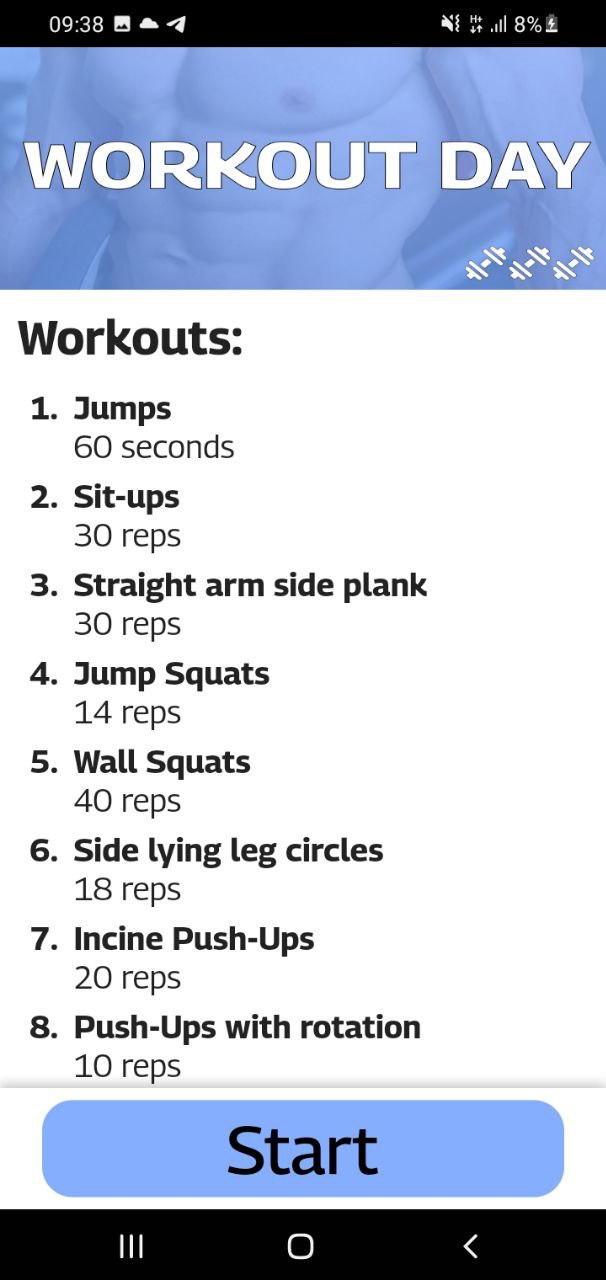 09:38 H+ 8%
WORKOUT DAY
Workouts:
1. Jumps
60 seconds
2. Sit-ups
30 reps
3. Straight arm side plank
30 reps
4. Jump Squats
14 reps
5. Wall Squats
40 reps
6. Side lying leg circles
18 reps
7. Incine Push-Ups
20 reps
8. Push-Ups with rotation
10 reps
Start